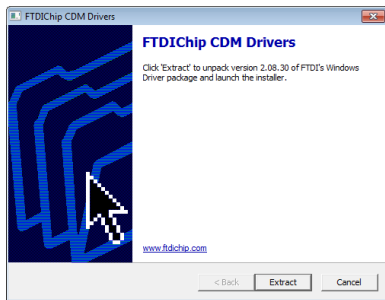 FTDIChip CDM Drivers
FTDIChip CDM Drivers
Click 'Extract' to unpack version 2.08.30 of FTDI's Windows
Driver package and launch the installer.
www.ftdichip.com
< Back
Extract
Cancel